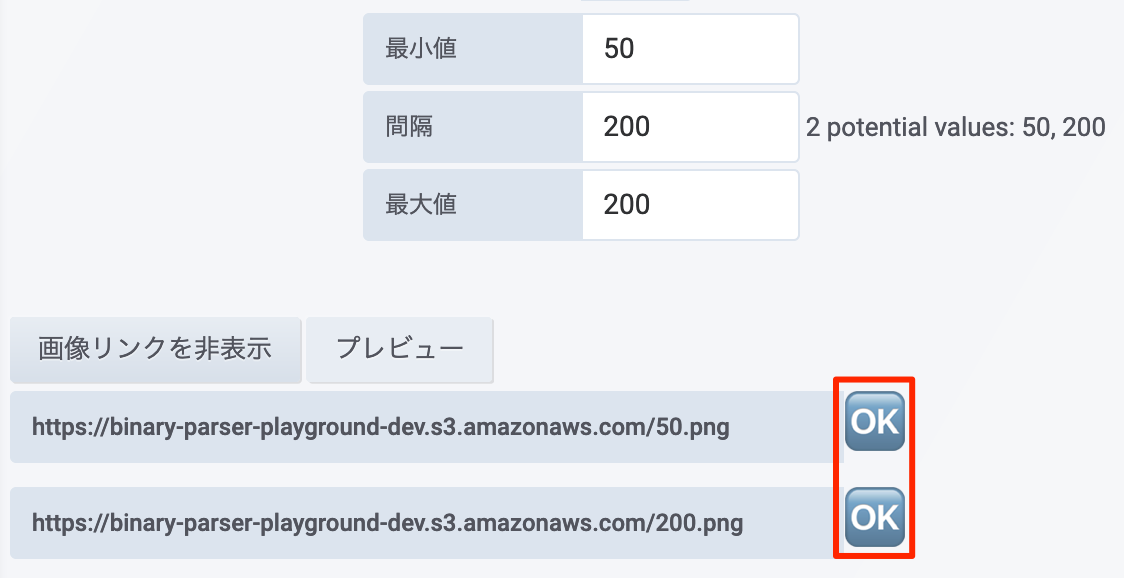 最小値 50
間隔 200 2 potential values: 50, 200
最大値 200
画像リンクを非表示 プレビュー
https://binary-parser-playground-dev.s3.amazonaws.com/50.png OK
https://binary-parser-playground-dev.s3.amazonaws.com/200.png OK